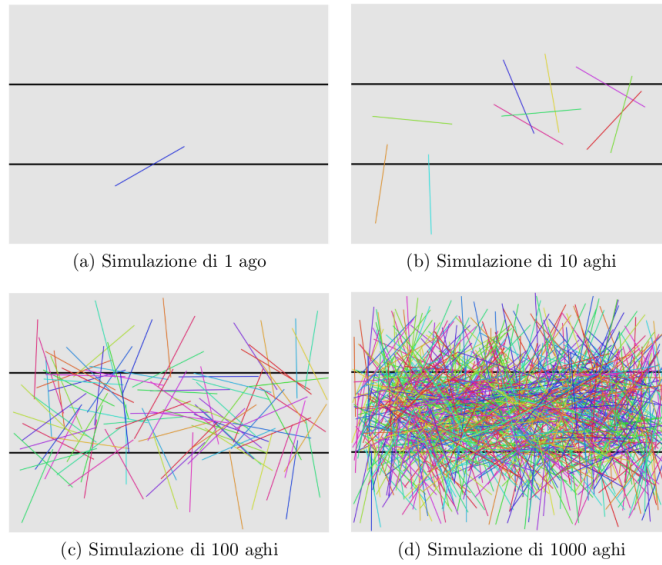 (a) Simulazione di 1 ago
(b) Simulazione di 10 aghi
(c) Simulazione di 100 aghi
(d) Simulazione di 1000 aghi